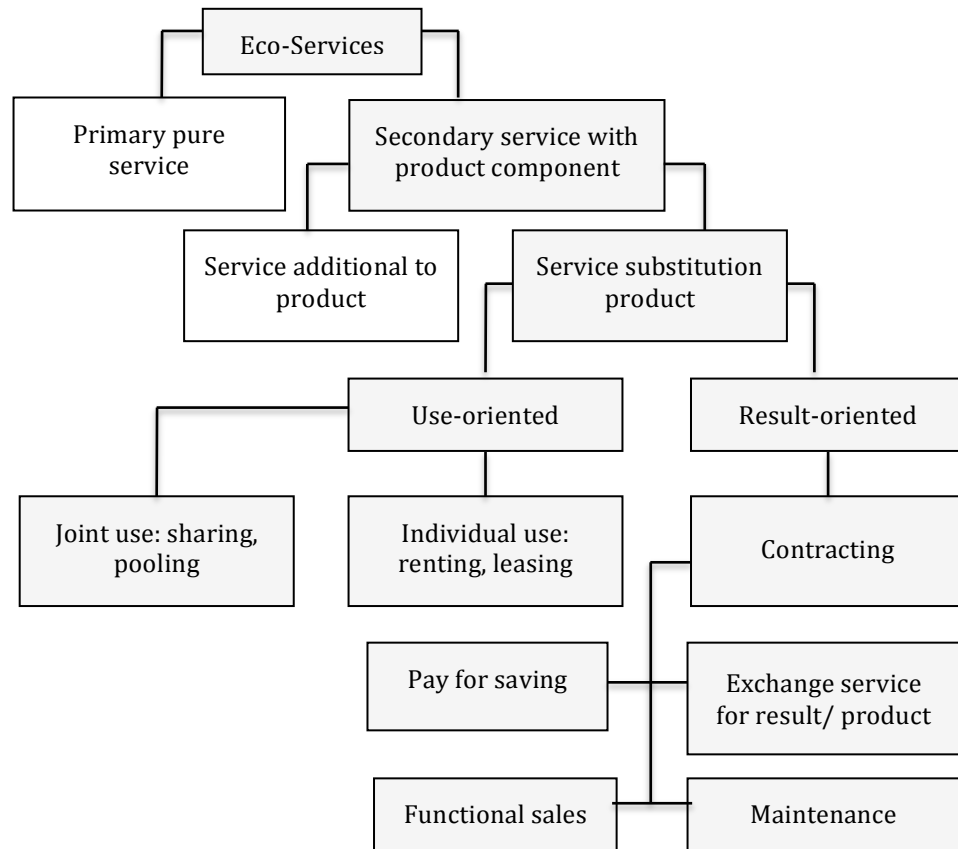 Eco-Services
Primary pure
service
Secondary service with
product component
Service additional to
product
Service substitution
product
Use-oriented
Result-oriented
Joint use: sharing,
pooling
Individual use:
renting, leasing
Contracting
Pay for saving
Exchange service
for result/ product
Functional sales
Maintenance